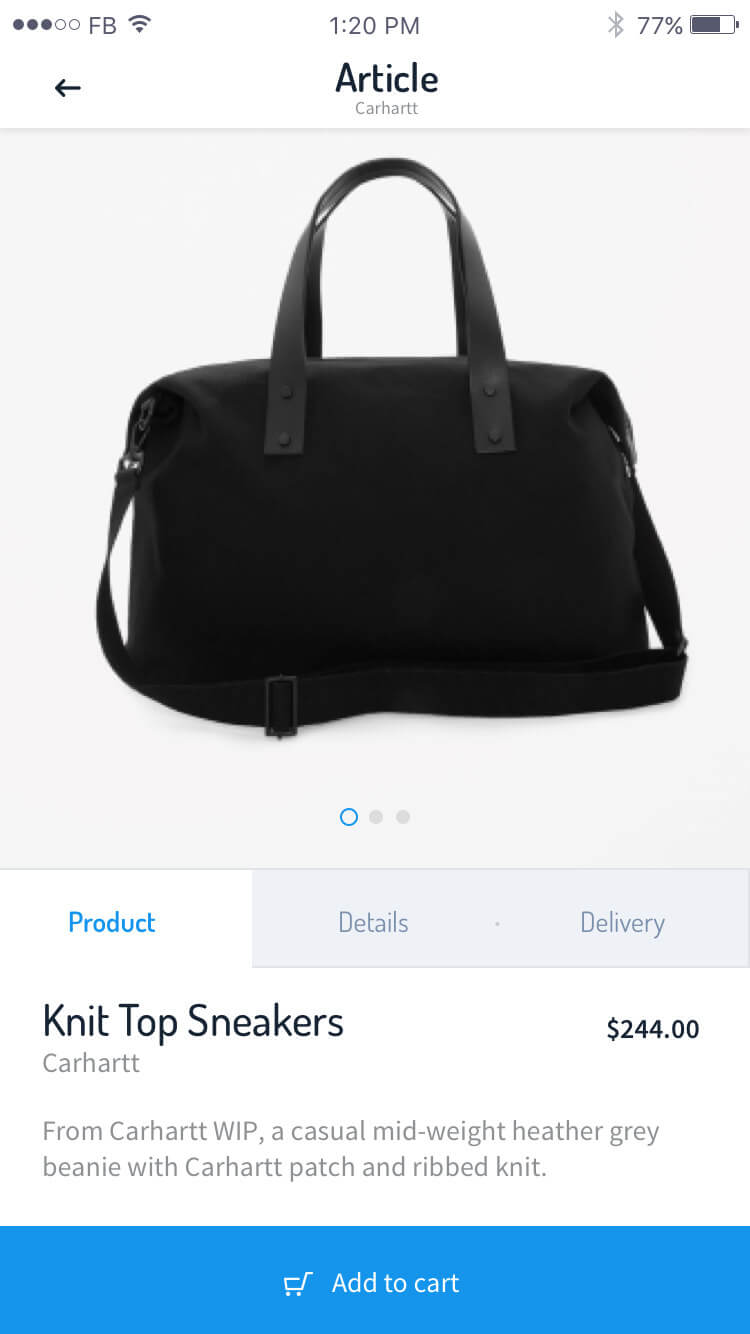 FB 1:20 PM 77%
Article
Carhartt
Product Details Delivery
Knit Top Sneakers $244.00
Carhartt
From Carhartt WIP, a casual mid-weight heather grey
beanie with Carhartt patch and ribbed knit.
Add to cart